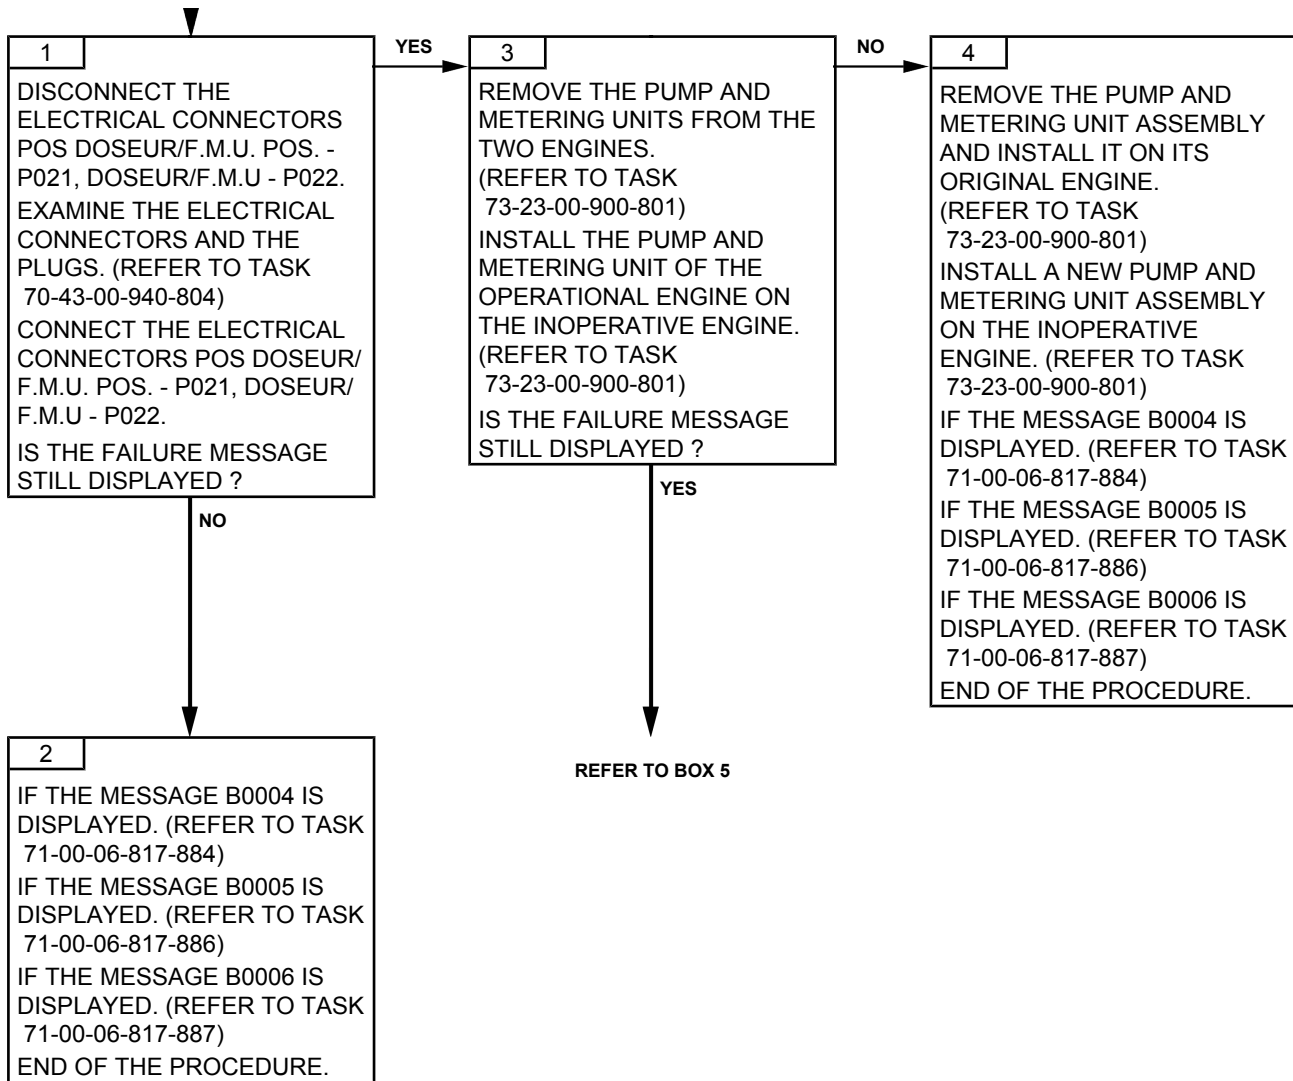 1
DISCONNECT THE
ELECTRICAL CONNECTORS
POS DOSEUR/F.M.U. POS. -
P021, DOSEUR/F.M.U - P022.
EXAMINE THE ELECTRICAL
CONNECTORS AND THE
PLUGS. (REFER TO TASK
70-43-00-940-804)
CONNECT THE ELECTRICAL
CONNECTORS POS DOSEUR/
F.M.U. POS. - P021, DOSEUR/
F.M.U - P022.
IS THE FAILURE MESSAGE
STILL DISPLAYED ?
YES
NO
2
IF THE MESSAGE B0004 IS
DISPLAYED. (REFER TO TASK
71-00-06-817-884)
IF THE MESSAGE B0005 IS
DISPLAYED. (REFER TO TASK
71-00-06-817-886)
IF THE MESSAGE B0006 IS
DISPLAYED. (REFER TO TASK
71-00-06-817-887)
END OF THE PROCEDURE.
3
REMOVE THE PUMP AND
METERING UNITS FROM THE
TWO ENGINES.
(REFER TO TASK
73-23-00-900-801)
INSTALL THE PUMP AND
METERING UNIT OF THE
OPERATIONAL ENGINE ON
THE INOPERATIVE ENGINE.
(REFER TO TASK
73-23-00-900-801)
IS THE FAILURE MESSAGE
STILL DISPLAYED ?
NO
YES
REFER TO BOX 5
4
REMOVE THE PUMP AND
METERING UNIT ASSEMBLY
AND INSTALL IT ON ITS
ORIGINAL ENGINE.
(REFER TO TASK
73-23-00-900-801)
INSTALL A NEW PUMP AND
METERING UNIT ASSEMBLY
ON THE INOPERATIVE
ENGINE. (REFER TO TASK
73-23-00-900-801)
IF THE MESSAGE B0004 IS
DISPLAYED. (REFER TO TASK
71-00-06-817-884)
IF THE MESSAGE B0005 IS
DISPLAYED. (REFER TO TASK
71-00-06-817-886)
IF THE MESSAGE B0006 IS
DISPLAYED. (REFER TO TASK
71-00-06-817-887)
END OF THE PROCEDURE.